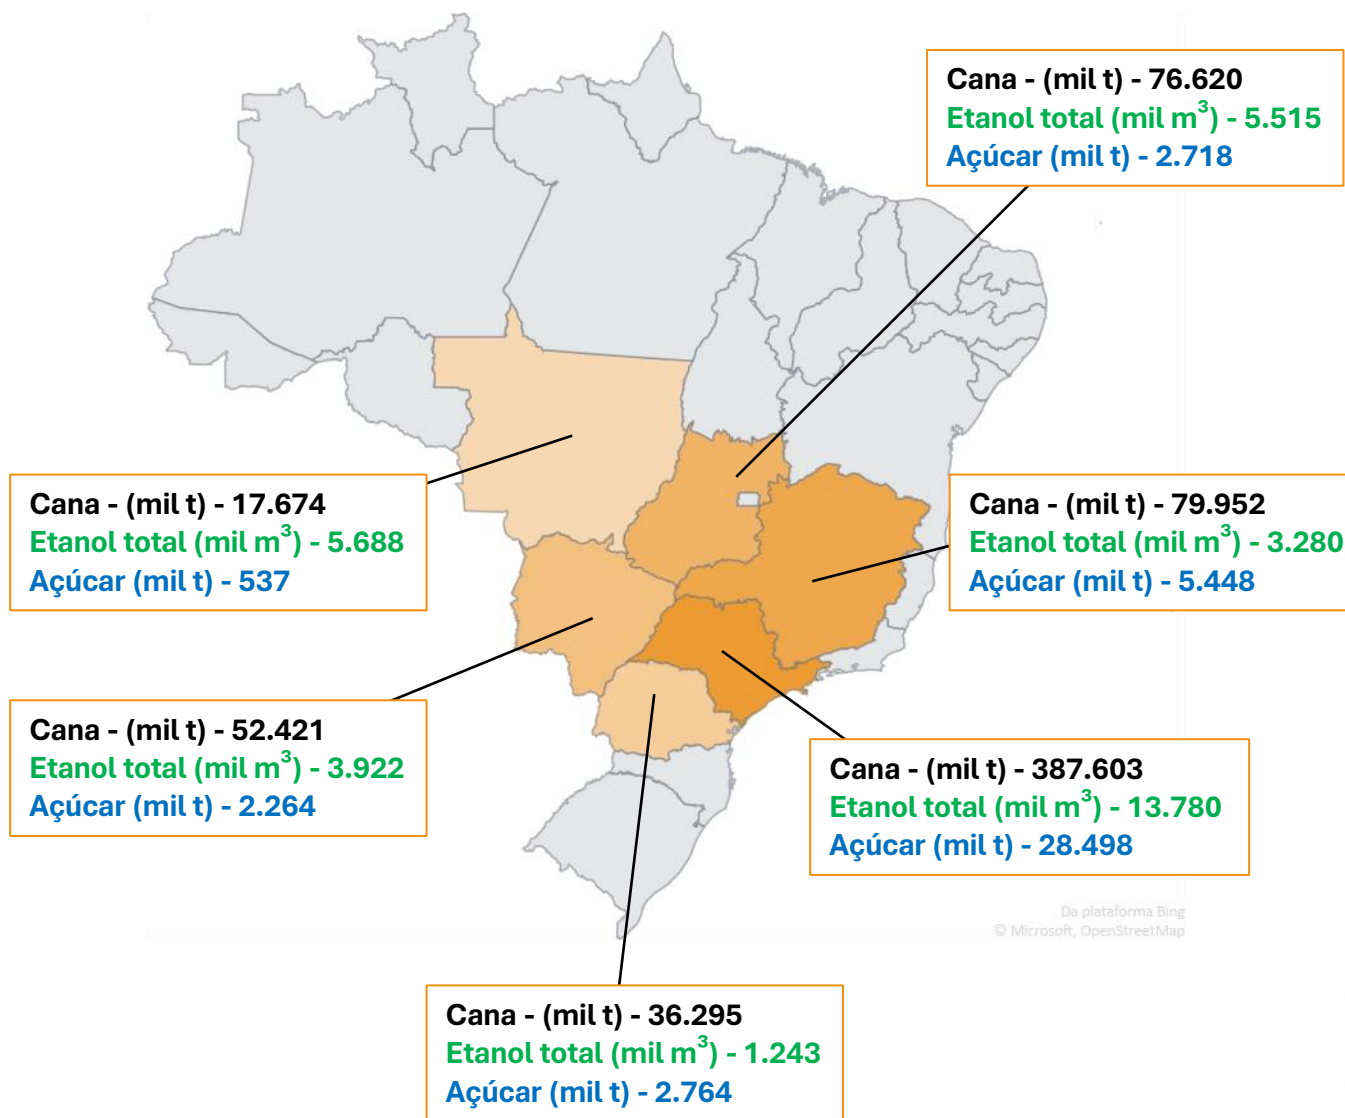 Cana - (mil t) - 76.620
Etanol total (mil m³) - 5.515
Açúcar (mil t) - 2.718
Cana - (mil t) - 17.674
Etanol total (mil m³) - 5.688
Açúcar (mil t) - 537
Cana - (mil t) - 79.952
Etanol total (mil m³) - 3.280
Açúcar (mil t) - 5.448
Cana - (mil t) - 52.421
Etanol total (mil m³) - 3.922
Açúcar (mil t) - 2.264
Cana - (mil t) - 387.603
Etanol total (mil m³) - 13.780
Açúcar (mil t) - 28.498
Da plataforma Bing
© Microsoft, OpenStreetMap
Cana - (mil t) - 36.295
Etanol total (mil m³) - 1.243
Açúcar (mil t) - 2.764